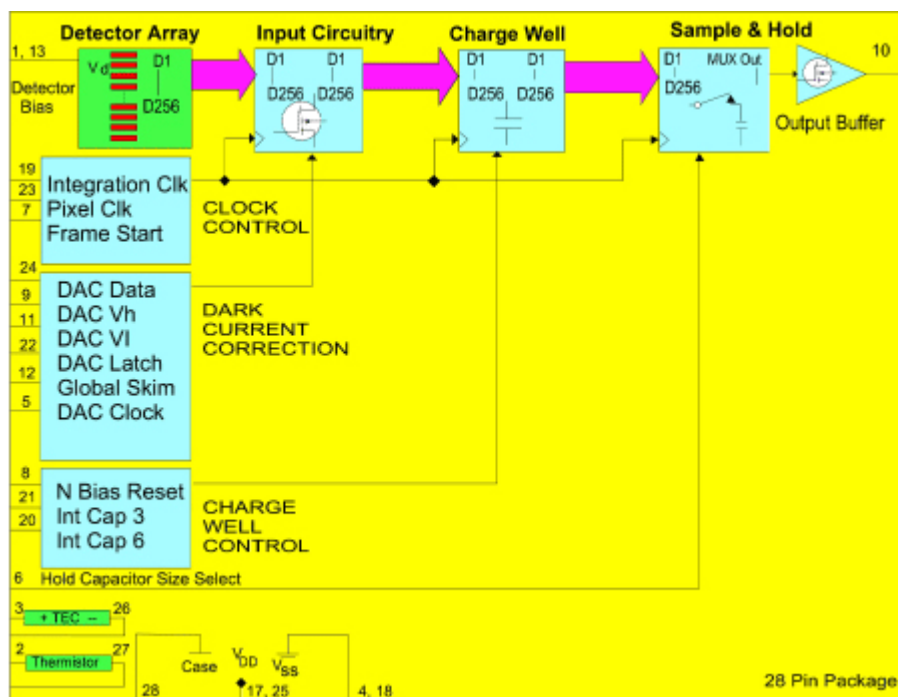 Detector Array Input Circuitry Charge Well Sample & Hold
1, 13 10
Vd D1 D256
D1 D256
D1 D256
D1 D256 MUX Out
Detector
Bias
Output Buffer
19
23
7
Integration Clk
Pixel Clk
Frame Start
CLOCK
CONTROL
24
9
11
22
12
5
DAC Data
DAC Vh
DAC Vl
DAC Latch
Global Skim
DAC Clock
DARK
CURRENT
CORRECTION
8
21
20
N Bias Reset
Int Cap 3
Int Cap 6
CHARGE
WELL
CONTROL
6 Hold Capacitor Size Select
3 + TEC -- 26
2 Thermistor 27
Case VDD VSS
28 17, 25 4, 18
28 Pin Package